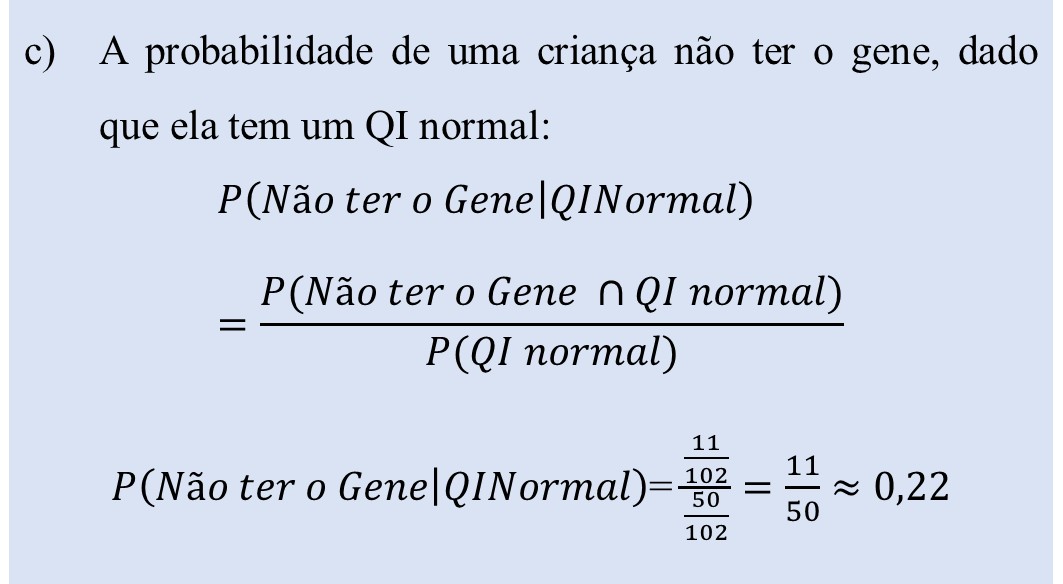 c) A probabilidade de uma criança não ter o gene, dado
que ela tem um QI normal:
P(Não ter o Gene|QINormal)
= P(Não ter o Gene ∩ QI normal)
P(QI normal)
P(Não ter o Gene|QINormal)= 11/102 / 50/102 = 11/50 ≈ 0,22